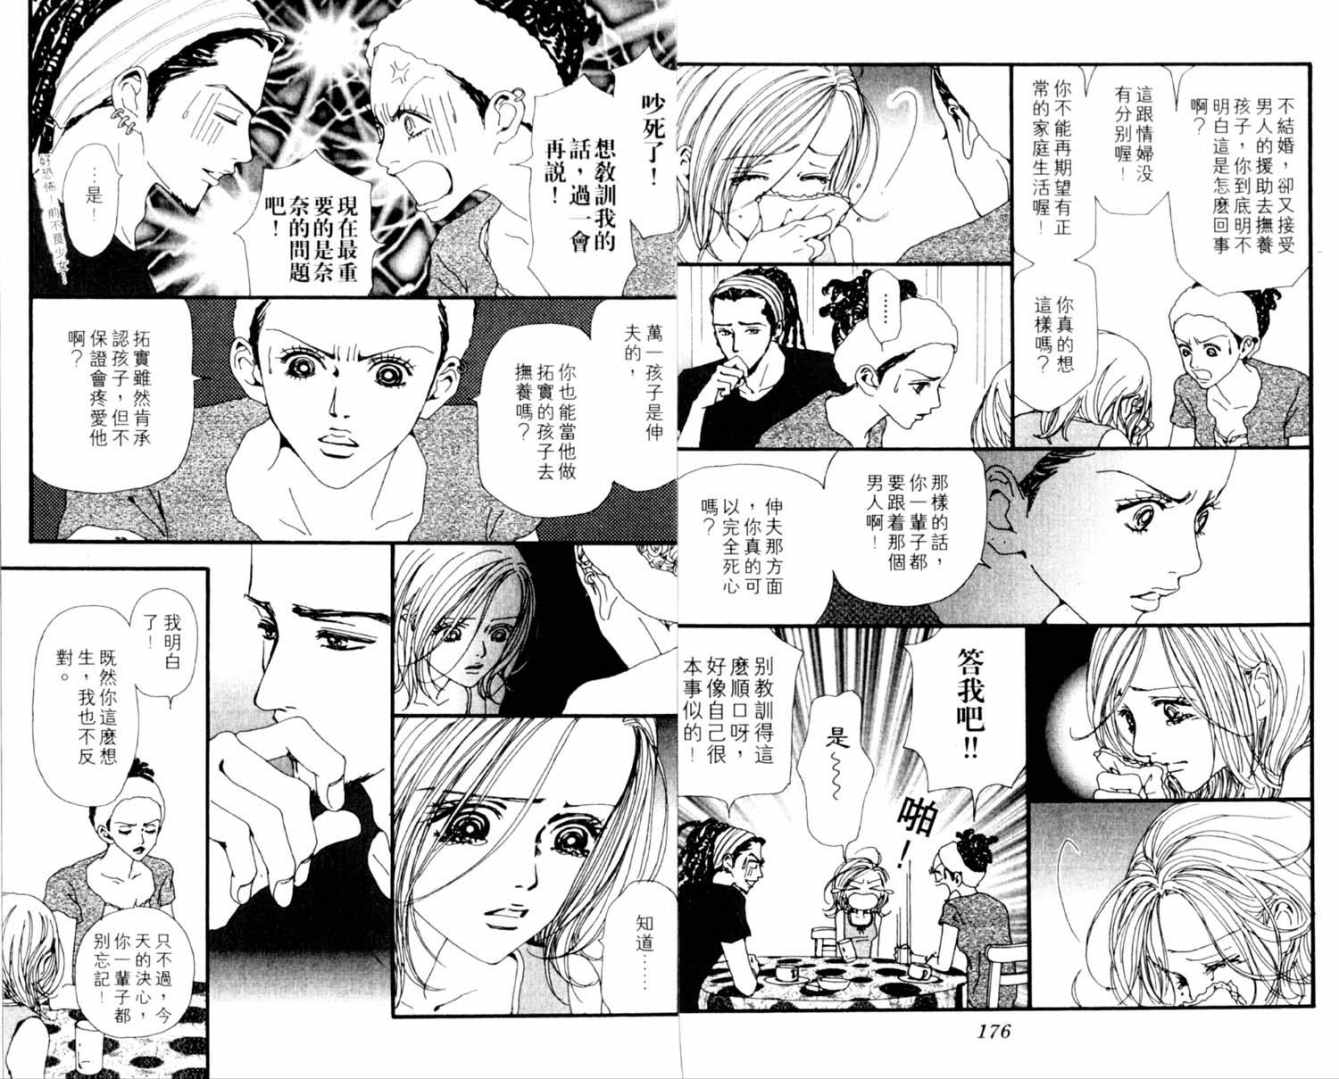 不結婚，卻又接受
男人的援助去撫養
孩子，你到底明不
明白這是怎麼回事
啊？
這跟情婦没
有分别喔！
你不能再期望有正
常的家庭生活喔！
你真的想
這樣嗎？
……
那樣的話，
你一輩子都
要跟着那個
男人啊！
伸夫那方面
，你真的可
以完全死心
嗎？
答我吧!!
啪！
是～～
别教訓得這
麽順口呀，
好像自己很
本事似的！
176
吵死了！
想教訓我的
話，過一會
再説！
現在最重
要的是奈
奈的問題
吧！
…是！
萬一孩子是伸
夫的，
你也能當他做
拓實的孩子去
撫養嗎？
拓實雖然肯承
認孩子，但不
保證會疼愛他
啊？
知道……
我明白
了！
既然你這麽想
生，我也不反
對。
只不過，今
天的決心，
你一輩子都
别忘記！